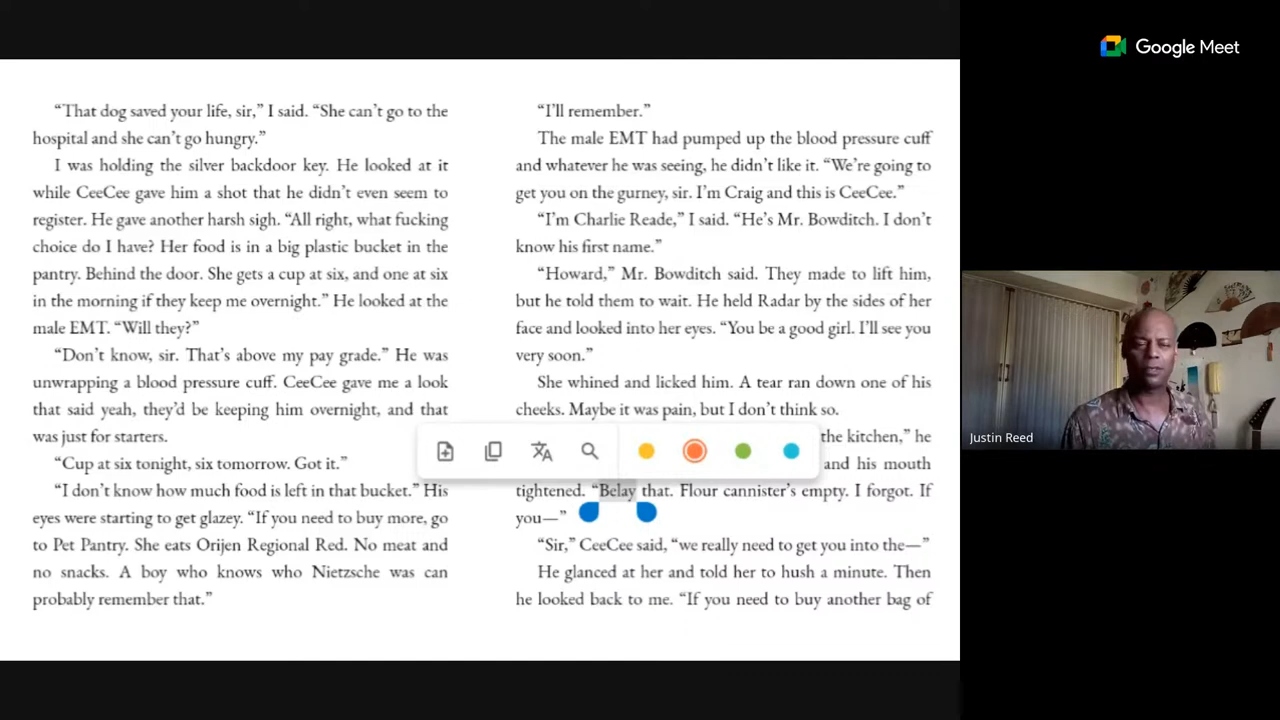 “That dog saved your life, sir,” I said. “She can’t go to the
hospital and she can’t go hungry.”
I was holding the silver backdoor key. He looked at it
while CeeCee gave him a shot that he didn’t even seem to
register. He gave another harsh sigh. “All right, what fucking
choice do I have? Her food is in a big plastic bucket in the
pantry. Behind the door. She gets a cup at six, and one at six
in the morning if they keep me overnight.” He looked at the
male EMT. “Will they?”
“Don’t know, sir. That’s above my pay grade.” He was
unwrapping a blood pressure cuff. CeeCee gave me a look
that said yeah, they’d be keeping him overnight, and that
was just for starters.
“Cup at six tonight, six tomorrow. Got it.”
“I don’t know how much food is left in that bucket.” His
eyes were starting to get glazey. “If you need to buy more, go
to Pet Pantry. She eats Orijen Regional Red. No meat and
no snacks. A boy who knows who Nietzsche was can
probably remember that.”
“I’ll remember.”
The male EMT had pumped up the blood pressure cuff
and whatever he was seeing, he didn’t like it. “We’re going to
get you on the gurney, sir. I’m Craig and this is CeeCee.”
“I’m Charlie Reade,” I said. “He’s Mr. Bowditch. I don’t
know his first name.”
“Howard,” Mr. Bowditch said. They made to lift him,
but he told them to wait. He held Radar by the sides of her
face and looked into her eyes. “You be a good girl. I’ll see you
very soon.”
She whined and licked him. A tear ran down one of his
cheeks. Maybe it was pain, but I don’t think so.
the kitchen,” he
and his mouth
tightened. “Belay that. Flour cannister’s empty. I forgot. If
you—”
“Sir,” CeeCee said, “we really need to get you into the—”
He glanced at her and told her to hush a minute. Then
he looked back to me. “If you need to buy another bag of
Google Meet
Justin Reed